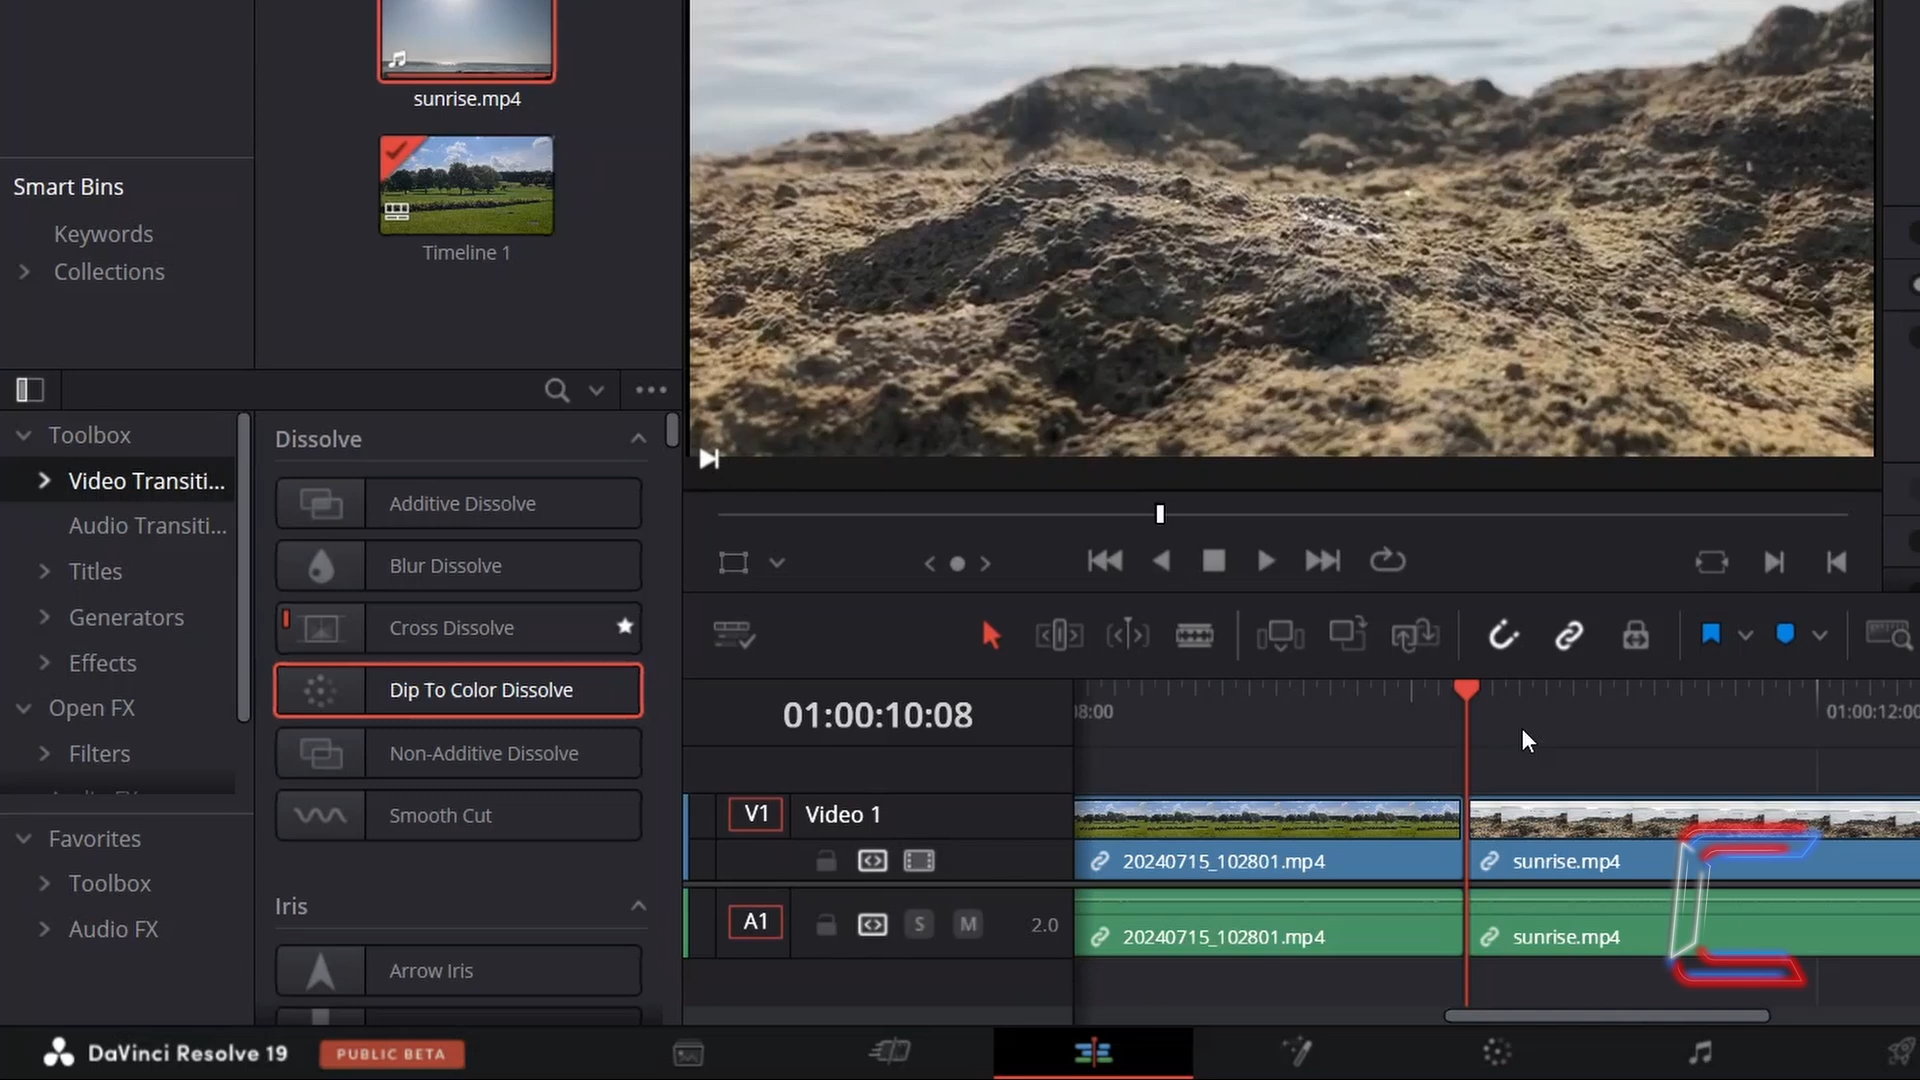 sunrise.mp4
Smart Bins
Keywords
Collections
Timeline 1
Toolbox
Video Transiti...
Audio Transiti...
Titles
Generators
Effects
Open FX
Filters
Favorites
Toolbox
Audio FX
Dissolve
Additive Dissolve
Blur Dissolve
Cross Dissolve
Dip To Color Dissolve
Non-Additive Dissolve
Smooth Cut
Iris
Arrow Iris
01:00:10:08
08:00
01:00:12:00
V1 Video 1
20240715_102801.mp4
sunrise.mp4
A1 S M 2.0
20240715_102801.mp4
sunrise.mp4
DaVinci Resolve 19
PUBLIC BETA